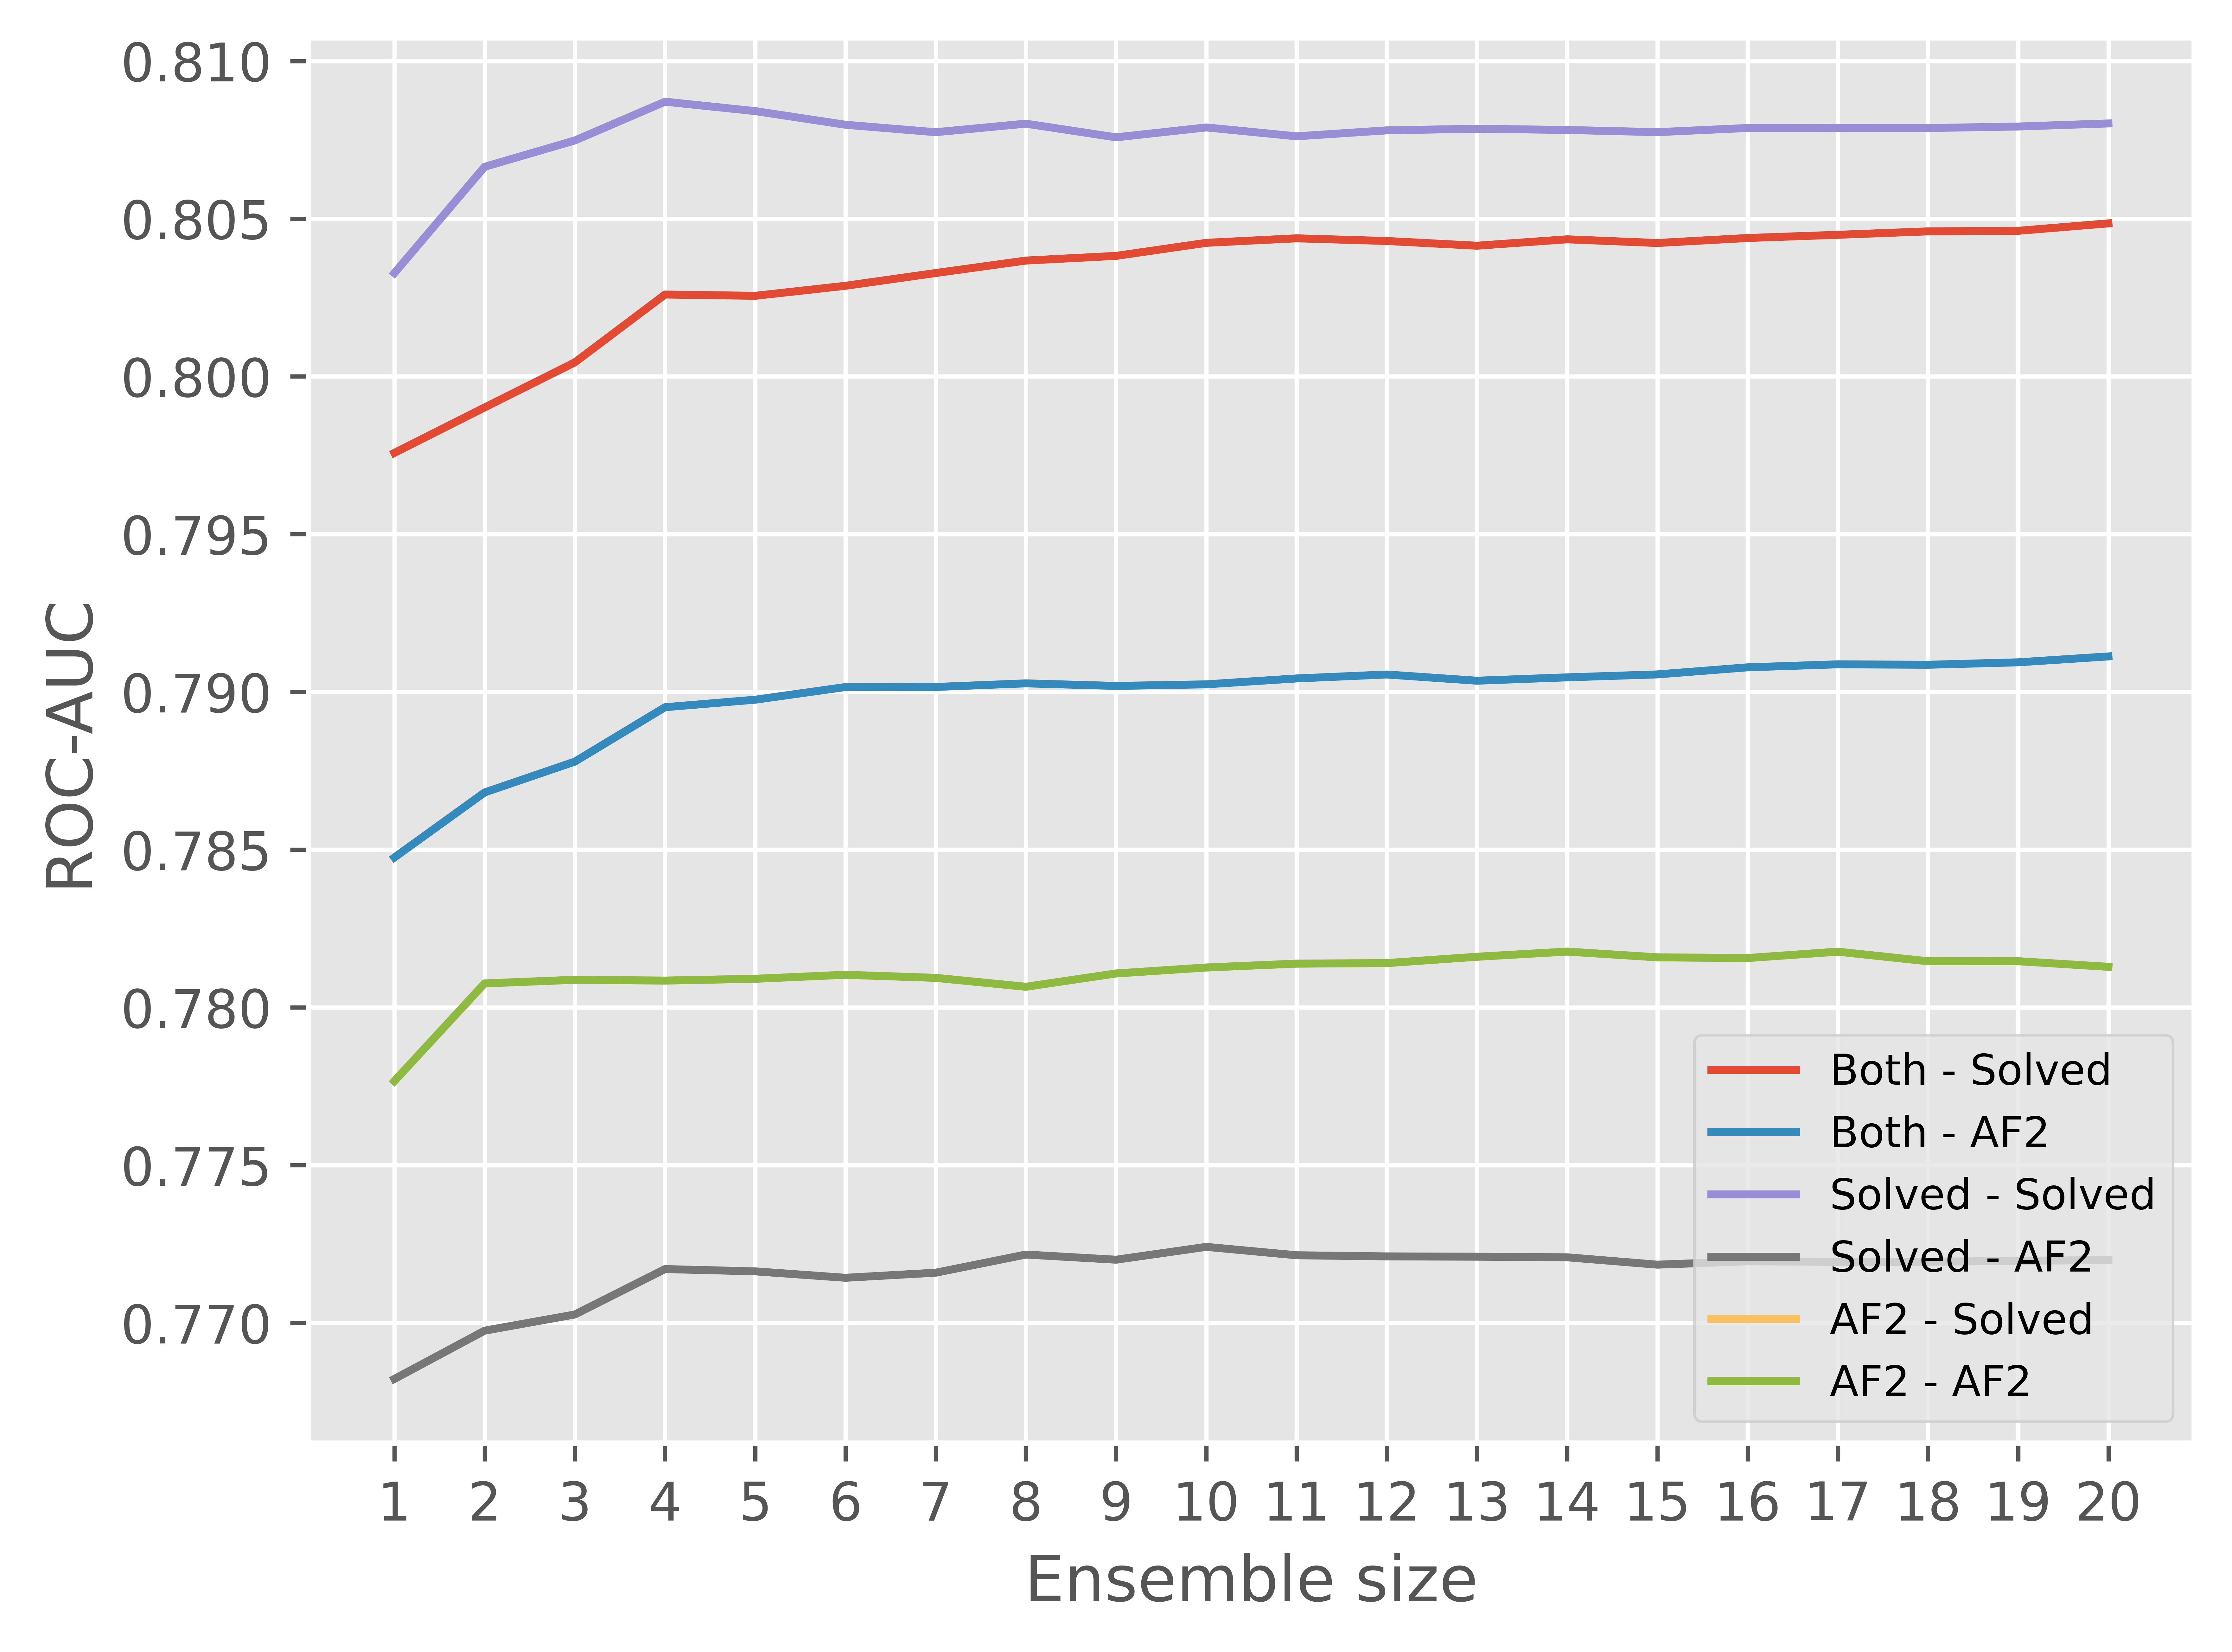 0.810
0.805
0.800
0.795
0.790
0.785
0.780
0.775
0.770
ROC-AUC
1 2 3 4 5 6 7 8 9 10 11 12 13 14 15 16 17 18 19 20
Ensemble size
Both - Solved
Both - AF2
Solved - Solved
Solved - AF2
AF2 - Solved
AF2 - AF2